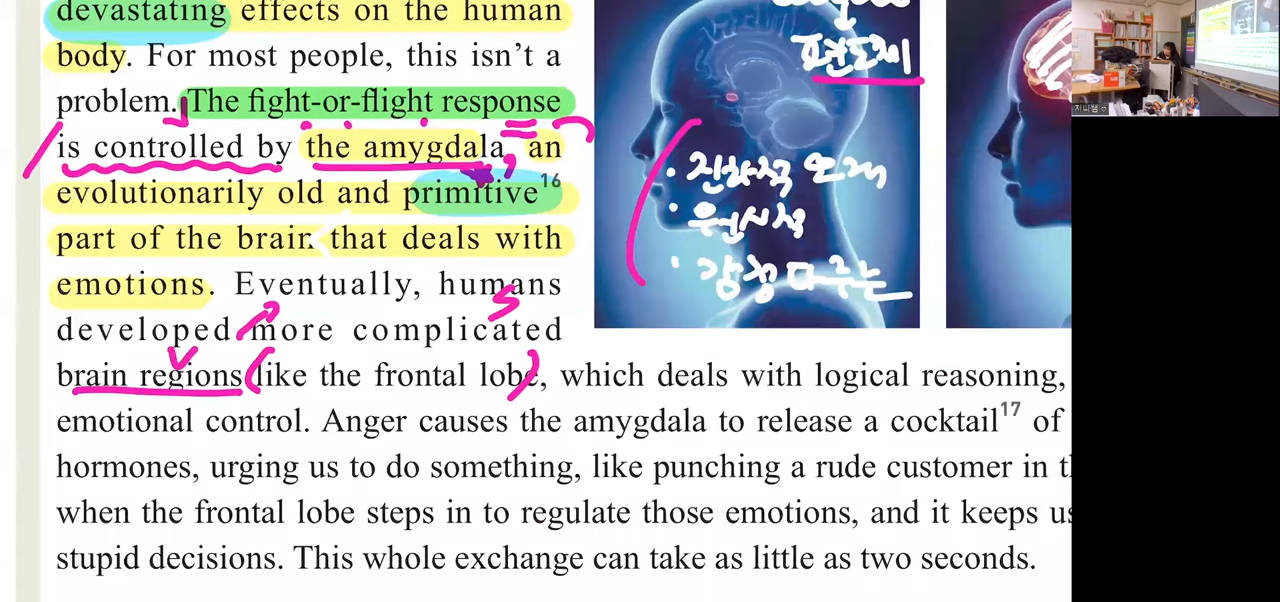 devastating effects on the human
body. For most people, this isn't a
problem. The fight-or-flight response
is controlled by the amygdala, an
evolutionarily old and primitive16
part of the brain that deals with
emotions. Eventually, humans
developed more complicated
brain regions like the frontal lobe, which deals with logical reasoning,
emotional control. Anger causes the amygdala to release a cocktail17 of
hormones, urging us to do something, like punching a rude customer in
when the frontal lobe steps in to regulate those emotions, and it keeps us
stupid decisions. This whole exchange can take as little as two seconds.
편도체
· 진화적 오래
· 원시적
· 감정 다루는